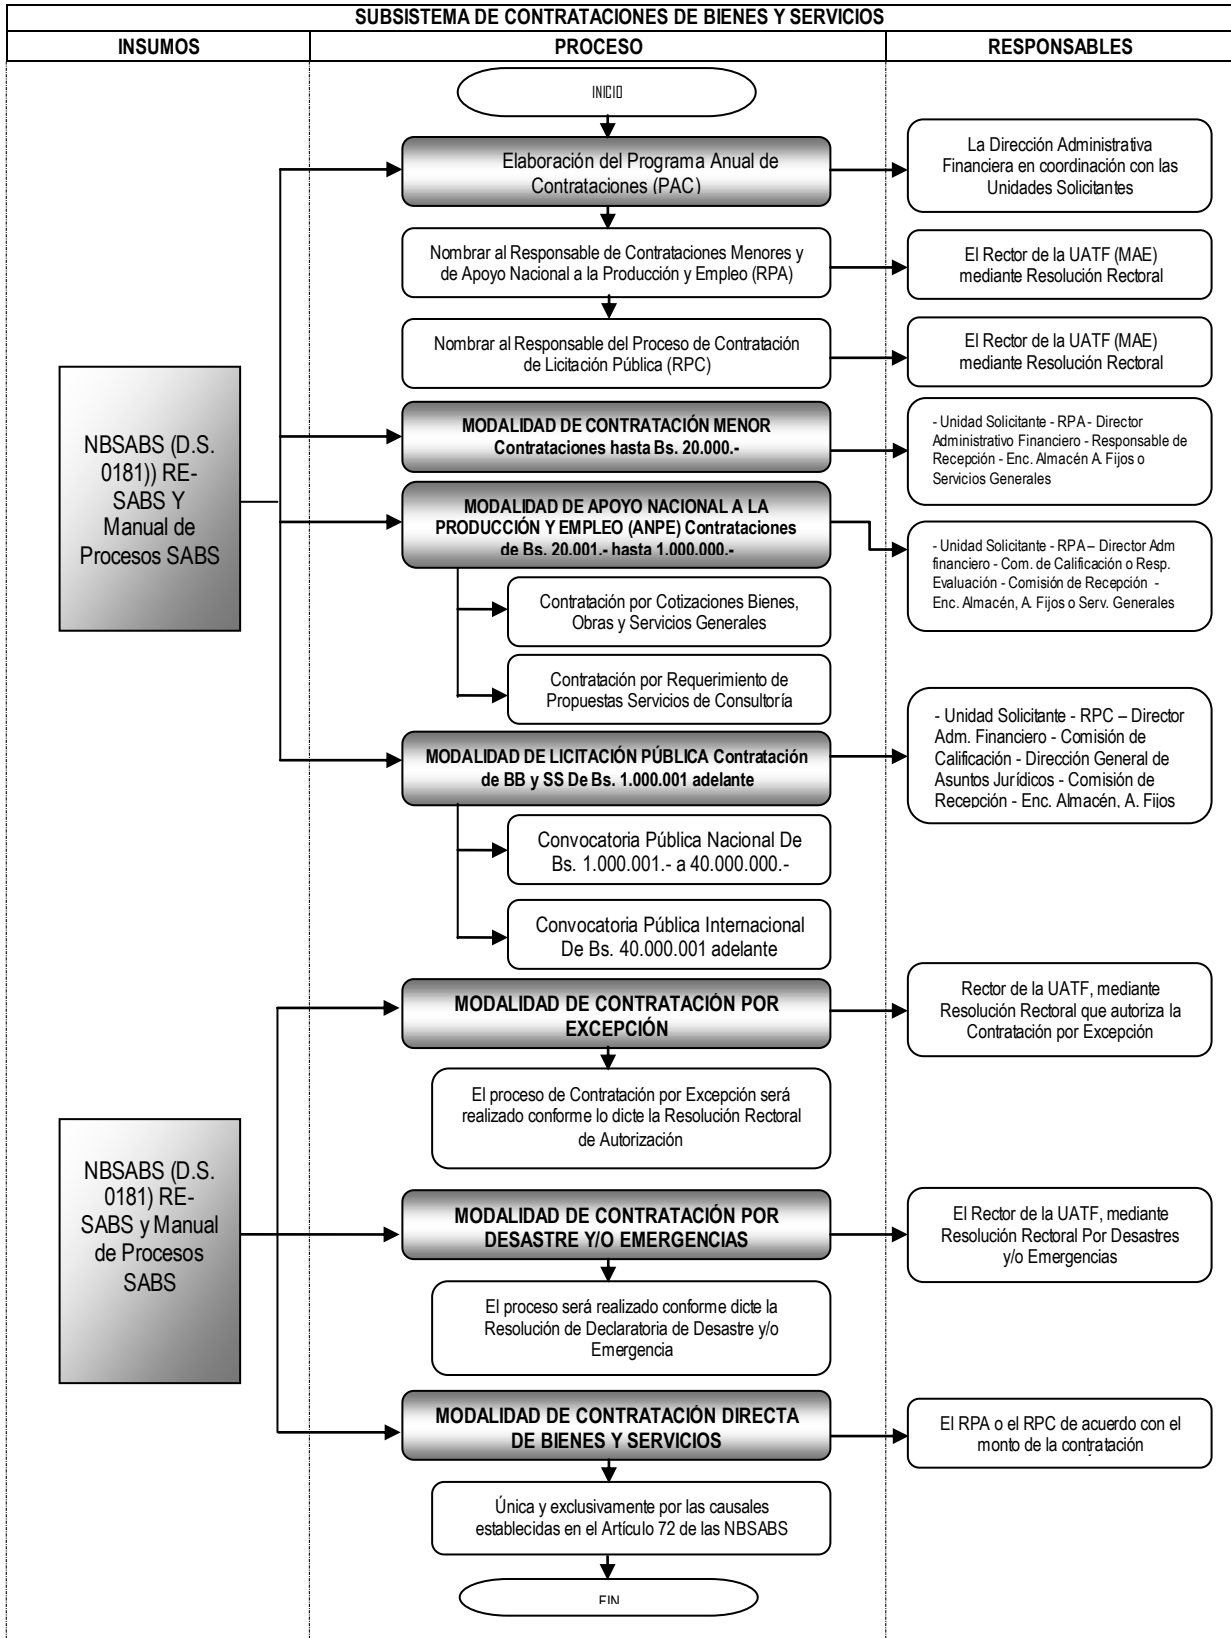 SUBSISTEMA DE CONTRATACIONES DE BIENES Y SERVICIOS
INSUMOS
PROCESO
RESPONSABLES
INICIO
Elaboración del Programa Anual de
Contrataciones (PAC)
La Dirección Administrativa
Financiera en coordinación con las
Unidades Solicitantes
Nombrar al Responsable de Contrataciones Menores y
de Apoyo Nacional a la Producción y Empleo (RPA)
El Rector de la UATF (MAE)
mediante Resolución Rectoral
Nombrar al Responsable del Proceso de Contratación
de Licitación Pública (RPC)
El Rector de la UATF (MAE)
mediante Resolución Rectoral
NBSABS (D.S.
0181)) RE-
SABS Y
Manual de
Procesos SABS
MODALIDAD DE CONTRATACIÓN MENOR
Contrataciones hasta Bs. 20.000.-
- Unidad Solicitante - RPA - Director
Administrativo Financiero - Responsable de
Recepción - Enc. Almacén A. Fijos o
Servicios Generales
MODALIDAD DE APOYO NACIONAL A LA
PRODUCCIÓN Y EMPLEO (ANPE) Contrataciones
de Bs. 20.001.- hasta 1.000.000.-
- Unidad Solicitante - RPA – Director Adm
financiero - Com. de Calificación o Resp.
Evaluación - Comisión de Recepción -
Enc. Almacén, A. Fijos o Serv. Generales
Contratación por Cotizaciones Bienes,
Obras y Servicios Generales
Contratación por Requerimiento de
Propuestas Servicios de Consultoría
MODALIDAD DE LICITACIÓN PÚBLICA Contratación
de BB y SS De Bs. 1.000.001 adelante
- Unidad Solicitante - RPC – Director
Adm. Financiero - Comisión de
Calificación - Dirección General de
Asuntos Jurídicos - Comisión de
Recepción - Enc. Almacén, A. Fijos
Convocatoria Pública Nacional De
Bs. 1.000.001.- a 40.000.000.-
Convocatoria Pública Internacional
De Bs. 40.000.001 adelante
MODALIDAD DE CONTRATACIÓN POR
EXCEPCIÓN
Rector de la UATF, mediante
Resolución Rectoral que autoriza la
Contratación por Excepción
El proceso de Contratación por Excepción será
realizado conforme lo dicte la Resolución Rectoral
de Autorización
NBSABS (D.S.
0181) RE-
SABS y Manual
de Procesos
SABS
MODALIDAD DE CONTRATACIÓN POR
DESASTRE Y/O EMERGENCIAS
El Rector de la UATF, mediante
Resolución Rectoral Por Desastres
y/o Emergencias
El proceso será realizado conforme dicte la
Resolución de Declaratoria de Desastre y/o
Emergencia
MODALIDAD DE CONTRATACIÓN DIRECTA
DE BIENES Y SERVICIOS
El RPA o el RPC de acuerdo con el
monto de la contratación
Única y exclusivamente por las causales
establecidas en el Artículo 72 de las NBSABS
FIN